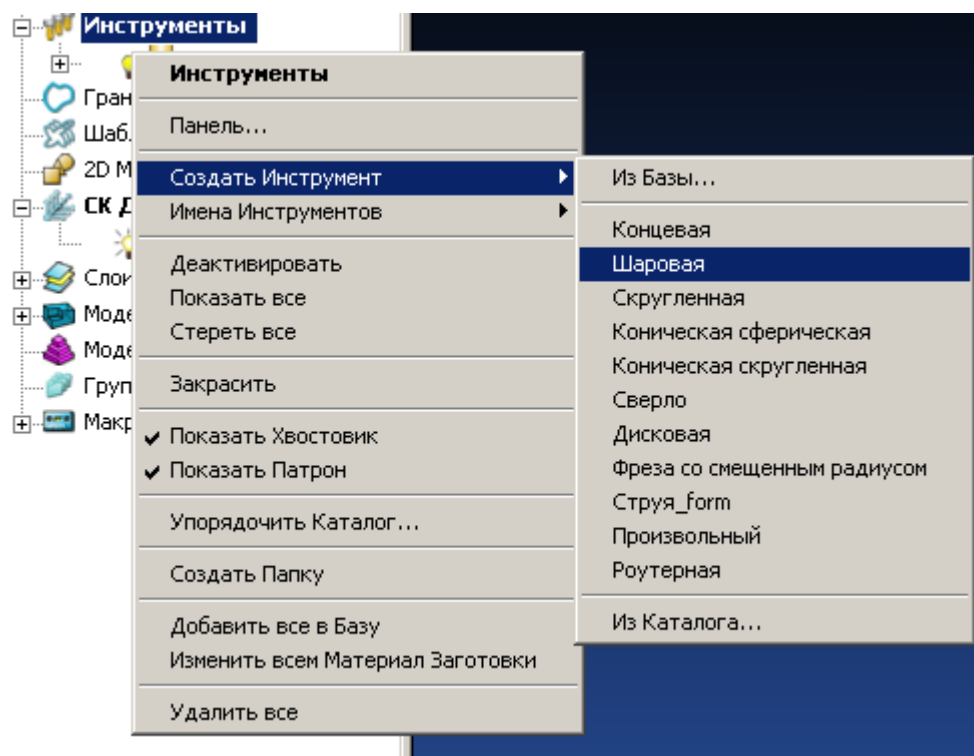 Инструменты
Гран
Шаб.
2D М
СК Д
Слои
Моде
Моде
Груп
Макр
Инструменты
Панель...
Создать Инструмент
Имена Инструментов
Деактивировать
Показать все
Стереть все
Закрасить
Показать Хвостовик
Показать Патрон
Упорядочить Каталог...
Создать Папку
Добавить все в Базу
Изменить всем Материал Заготовки
Удалить все
Из Базы...
Концевая
Шаровая
Скругленная
Коническая сферическая
Коническая скругленная
Сверло
Дисковая
Фреза со смещенным радиусом
Струя_form
Произвольный
Роутерная
Из Каталога...